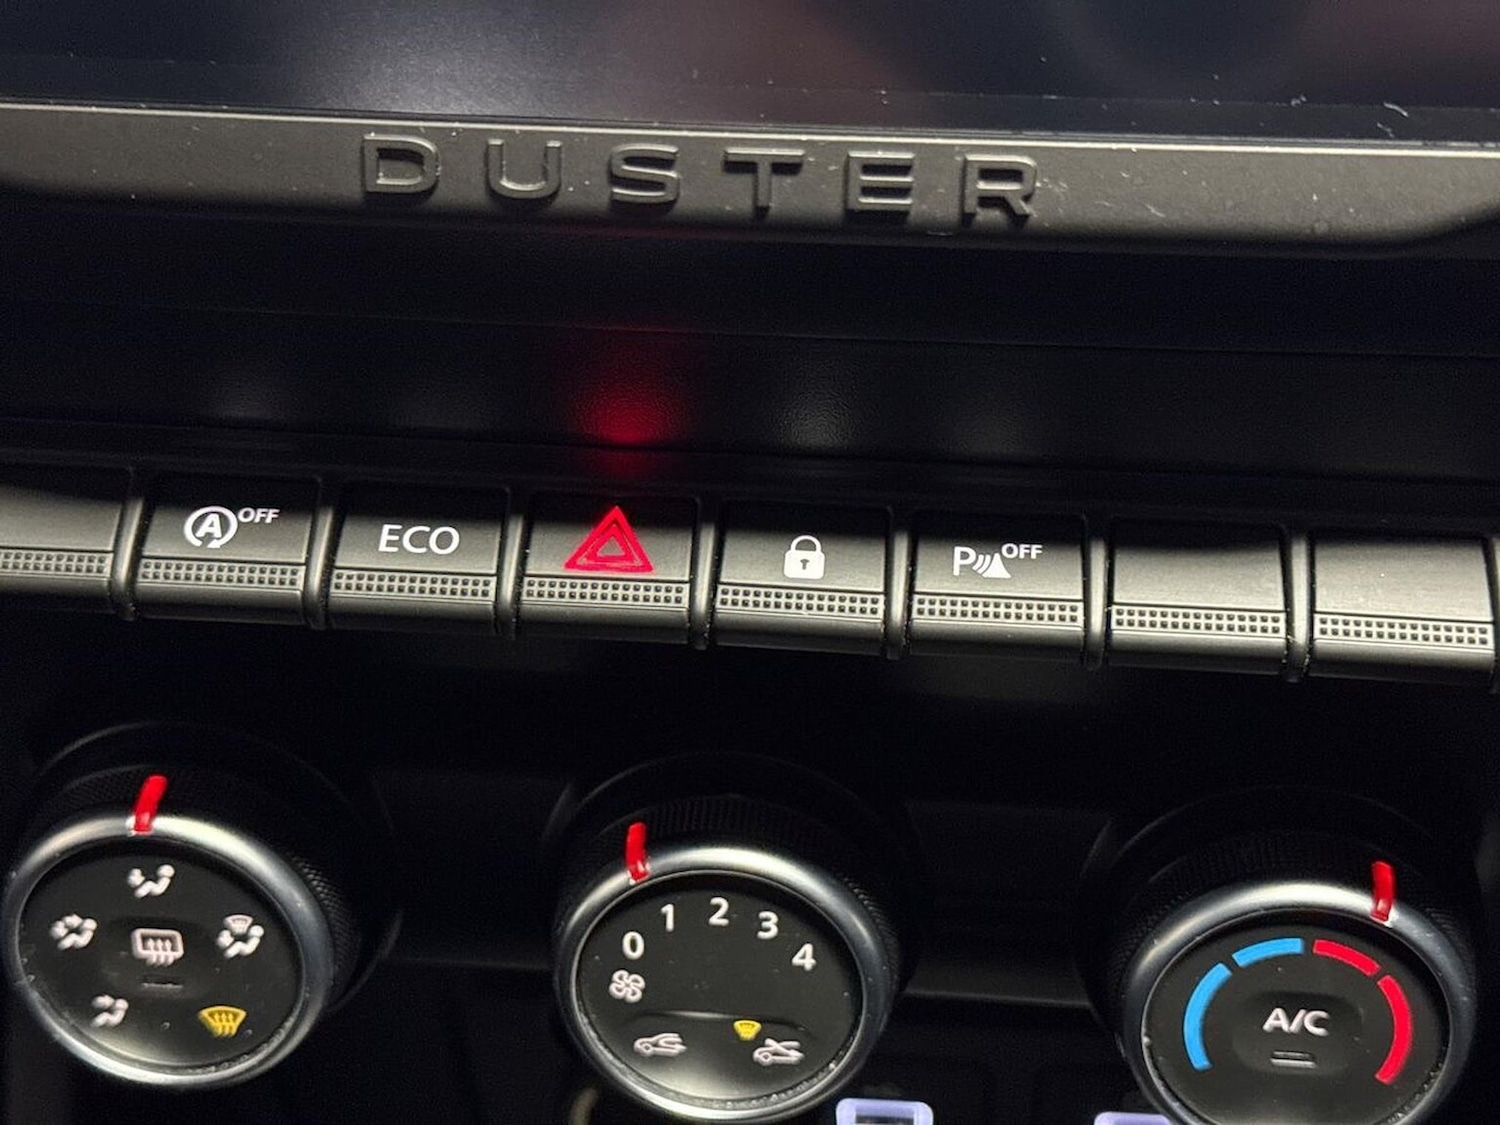 DUSTER
A OFF
ECO
P OFF
0 1 2 3 4
A/C